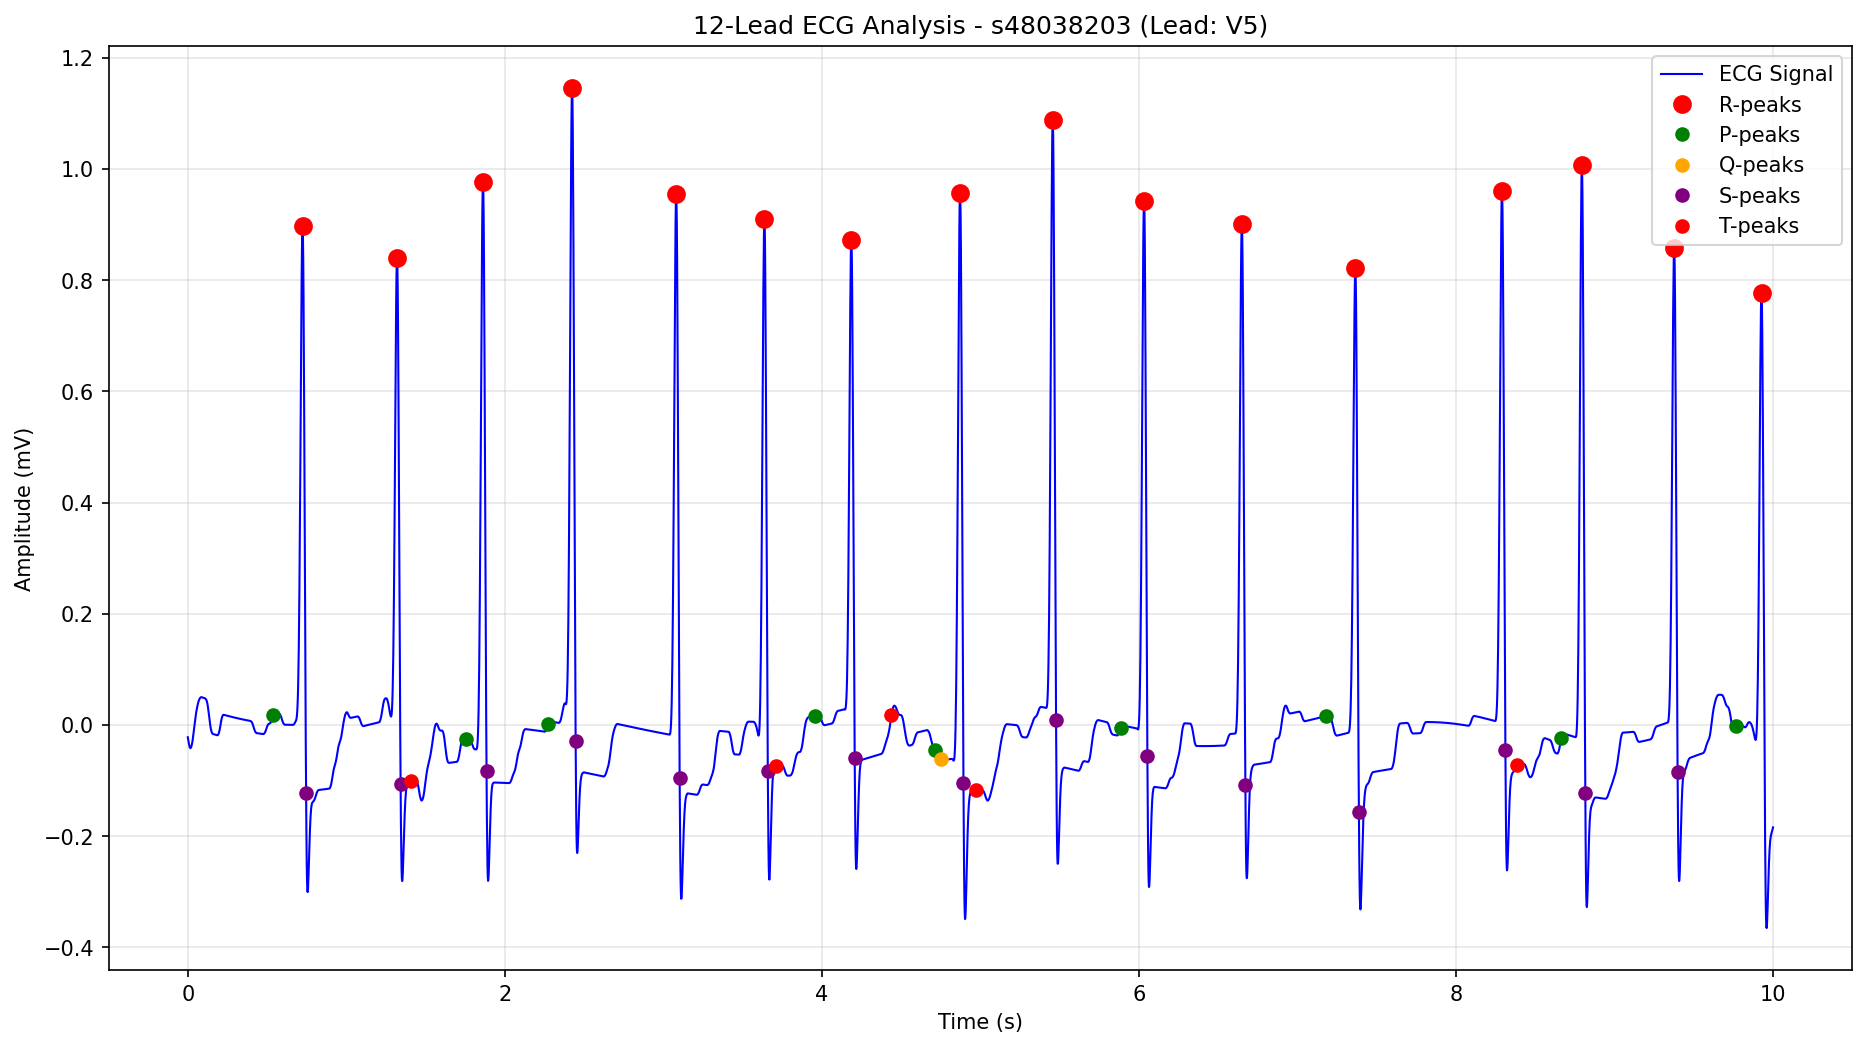 12-Lead ECG Analysis - s48038203 (Lead: V5)
ECG Signal
R-peaks
P-peaks
Q-peaks
S-peaks
T-peaks
Amplitude (mV)
1.2
1.0
0.8
0.6
0.4
0.2
0.0
−0.2
−0.4
0 2 4 6 8 10
Time (s)